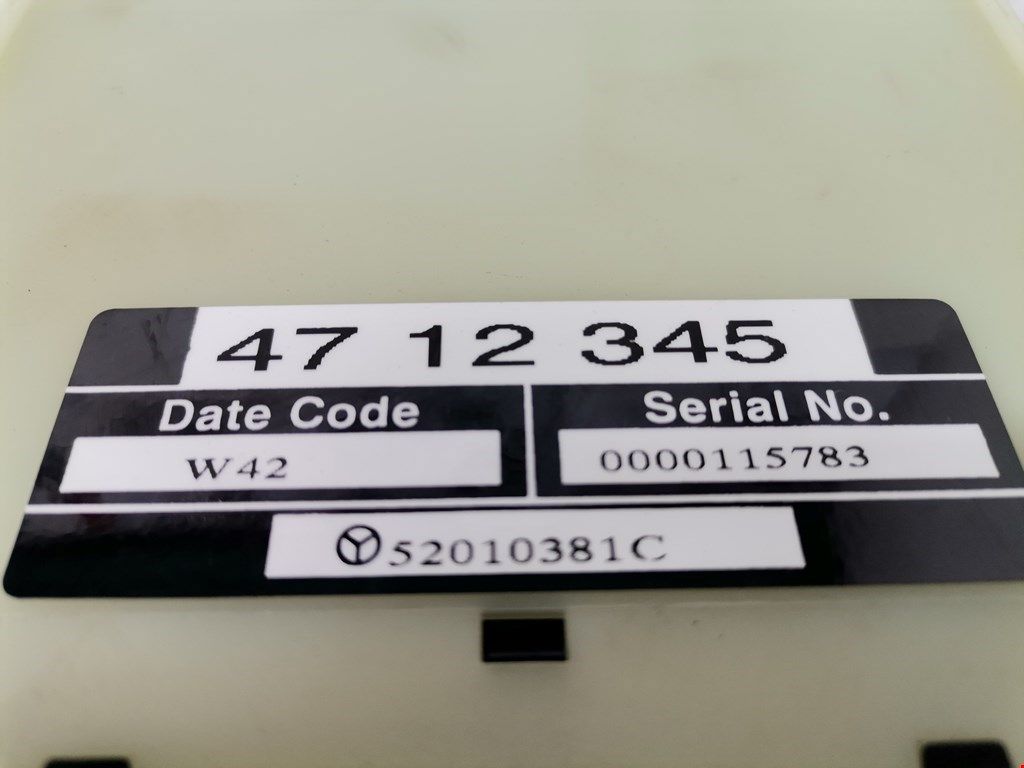 47 12 345
Date Code
Serial No.
W42
0000115783
52010381C